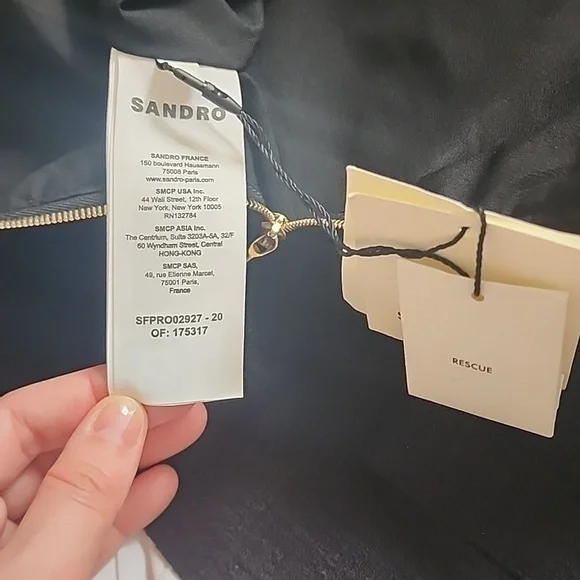 SANDRO
SANDRO FRANCE
150 boulevard Haussmann
75008 Paris
www.sandro-paris.com
SMCP USA Inc.
44 Wall Street, 12th Floor
New York, New York 10005
RN132784
SMCP ASIA Inc.
The Centrium, Suite 3203A-5A, 32/F
60 Wyndham Street, Central
HONG-KONG
SMCP SAS,
49, rue Etienne Marcel,
75001 Paris,
France
SFPRO02927 - 20
OF: 175317
RESCUE